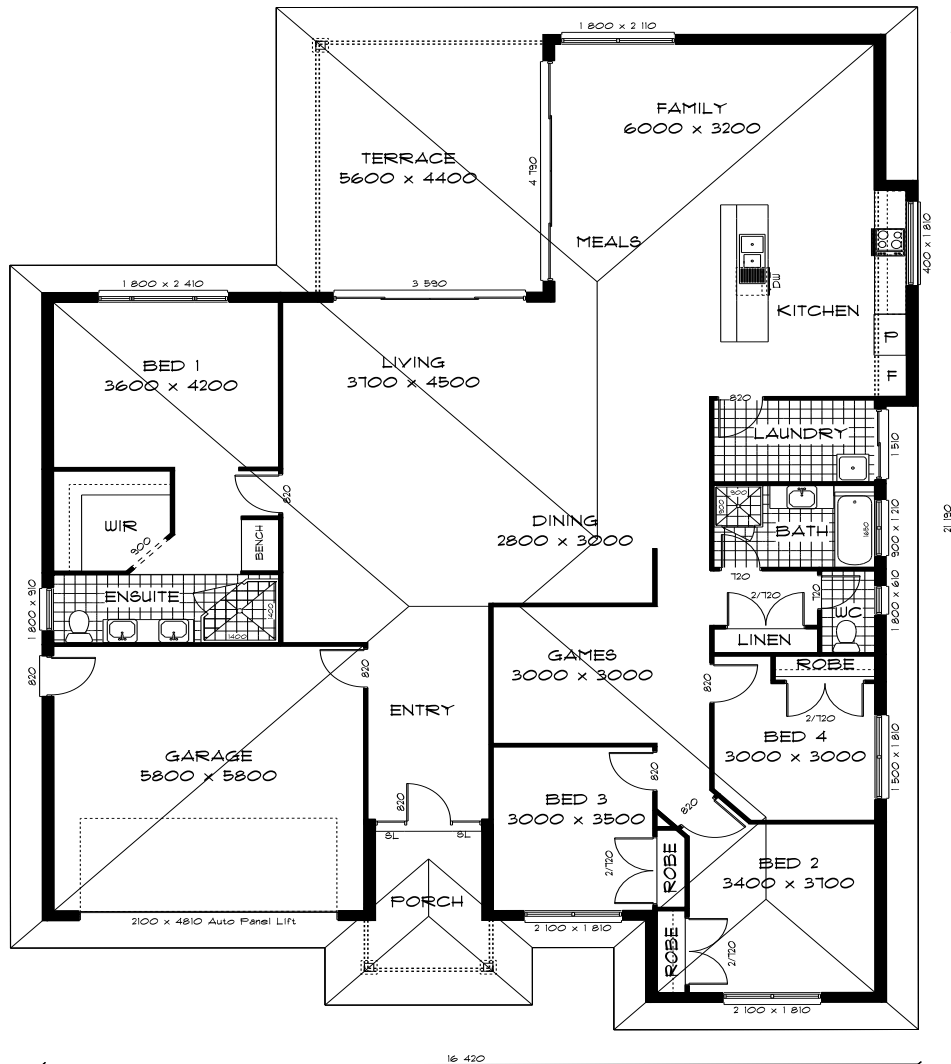 1 800 x 2 110
FAMILY
6000 x 3200
TERRACE
5600 x 4400
4 790
MEALS
400 x 1 810
DW
KITCHEN
P
F
1 800 x 2 410
3 590
BED 1
3600 x 4200
LIVING
3700 x 4500
820
LAUNDRY
1 510
820
WIR
900
BENCH
DINING
2800 x 3000
900
900
BATH
1650
900 x 1 210
21 190
720
ENSUITE
1400
1400
1 800 x 910
2/720
720
WC
1 800 x 610
LINEN
820
820
GAMES
3000 x 3000
820
ROBE
2/720
ENTRY
BED 4
3000 x 3000
1 500 x 1 810
GARAGE
5800 x 5800
820
BED 3
3000 x 3500
820
820
SL
SL
2/720
ROBE
BED 2
3400 x 3700
PORCH
2100 x 4810 Auto Panel Lift
2 100 x 1 810
ROBE
2/720
2 100 x 1 810
16 420